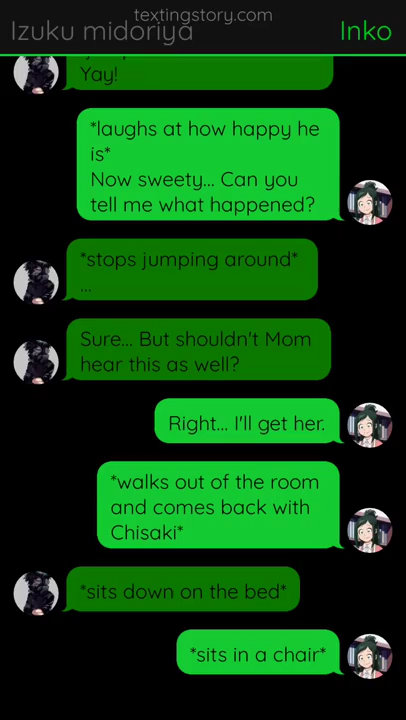 textingstory.com
Izuku midoriya
Inko
Yay!
*laughs at how happy he
is*
Now sweety... Can you
tell me what happened?
*stops jumping around*
...
Sure... But shouldn't Mom
hear this as well?
Right... I'll get her.
*walks out of the room
and comes back with
Chisaki*
*sits down on the bed*
*sits in a chair*